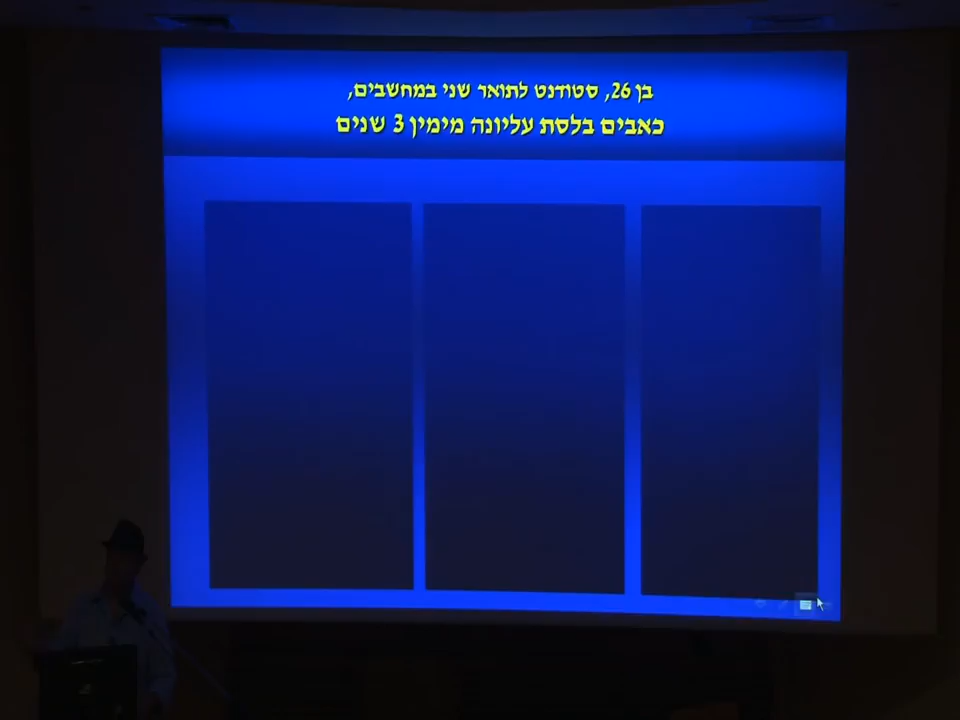 בן 26, סטודנט לתואר שני במחשבים,
כאבים בלסת עליונה מימין 3 שנים